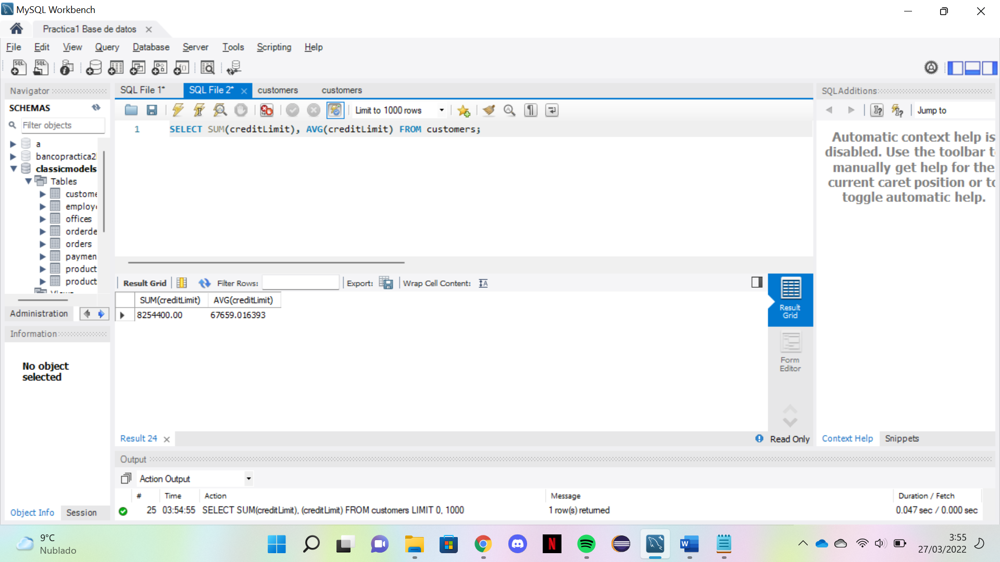 MySQL Workbench
Practica1 Base de datos
File Edit View Query Database Server Tools Scripting Help
Navigator
SCHEMAS
Filter objects
a
bancopractica2
classicmodels
Tables
custome
employe
offices
orderde
orders
paymen
product
product
Views
Administration
Information
No object
selected
Object Info Session
SQL File 1* SQL File 2* customers customers
Limit to 1000 rows
1 SELECT SUM(creditLimit), AVG(creditLimit) FROM customers;
Result Grid Filter Rows: Export: Wrap Cell Content:
SUM(creditLimit) AVG(creditLimit)
8254400.00 67659.016393
Result
Grid
Form
Editor
Result 24 Read Only
SQLAdditions
Jump to
Automatic context help is
disabled. Use the toolbar t
manually get help for the
current caret position or to
toggle automatic help.
Context Help Snippets
Output
Action Output
# Time Action Message Duration / Fetch
25 03:54:55 SELECT SUM(creditLimit), (creditLimit) FROM customers LIMIT 0, 1000 1 row(s) returned 0.047 sec / 0.000 sec
9°C
Nublado
3:55
27/03/2022